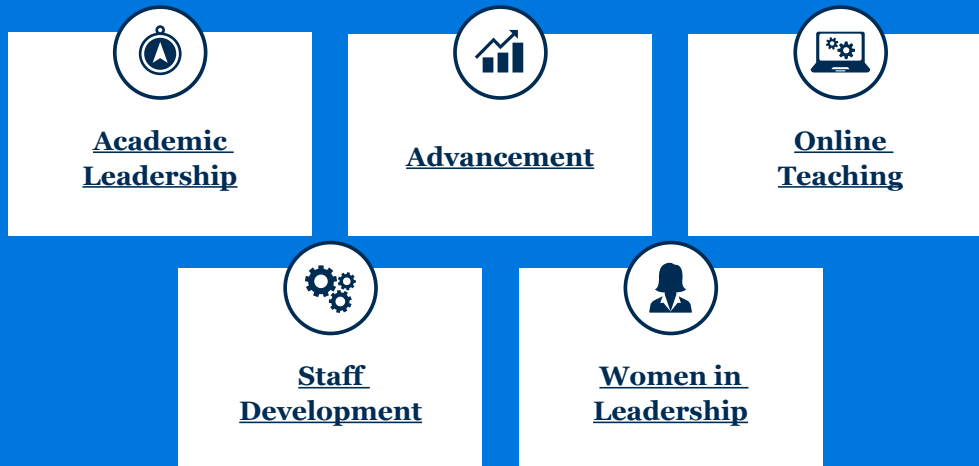 Academic
Leadership
Advancement
Online
Teaching
Staff
Development
Women in
Leadership